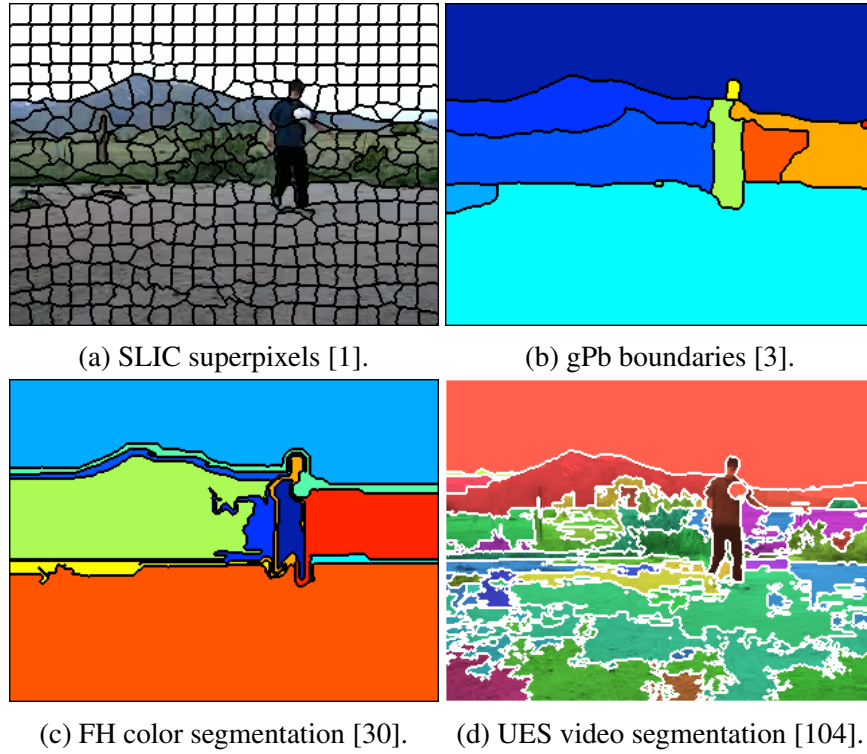 (a) SLIC superpixels [1].
(b) gPb boundaries [3].
(c) FH color segmentation [30].
(d) UES video segmentation [104].